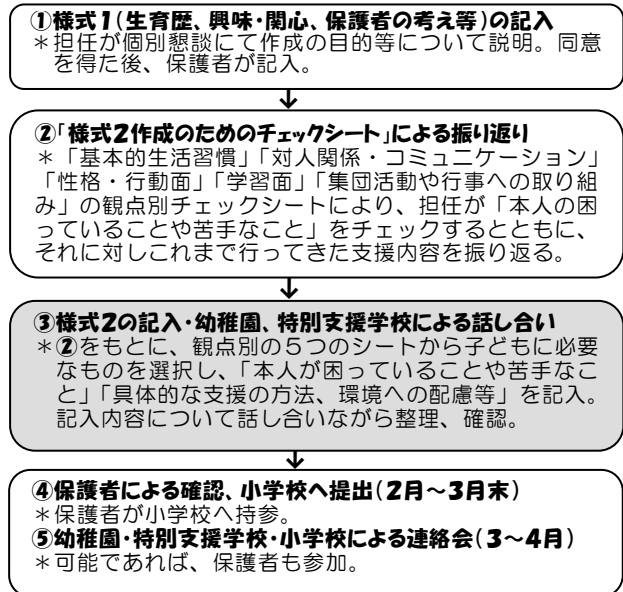 ①様式1(生育歴、興味・関心、保護者の考え等)の記入
＊担任が個別懇談にて作成の目的等について説明。同意
を得た後、保護者が記入。
↓
②「様式2作成のためのチェックシート」による振り返り
＊「基本的生活習慣」「対人関係・コミュニケーション」
「性格・行動面」「学習面」「集団活動や行事への取り組
み」の観点別チェックシートにより、担任が「本人の困
っていることや苦手なこと」をチェックするとともに、
それに対しこれまで行ってきた支援内容を振り返る。
↓
③様式2の記入・幼稚園、特別支援学校による話し合い
＊②をもとに、観点別の５つのシートから子どもに必要
なものを選択し、「本人が困っていることや苦手なこ
と」「具体的な支援の方法、環境への配慮等」を記入。
記入内容について話し合いながら整理、確認。
↓
④保護者による確認、小学校へ提出(2月～3月末)
＊保護者が小学校へ持参。
⑤幼稚園・特別支援学校・小学校による連絡会(3～4月)
＊可能であれば、保護者も参加。